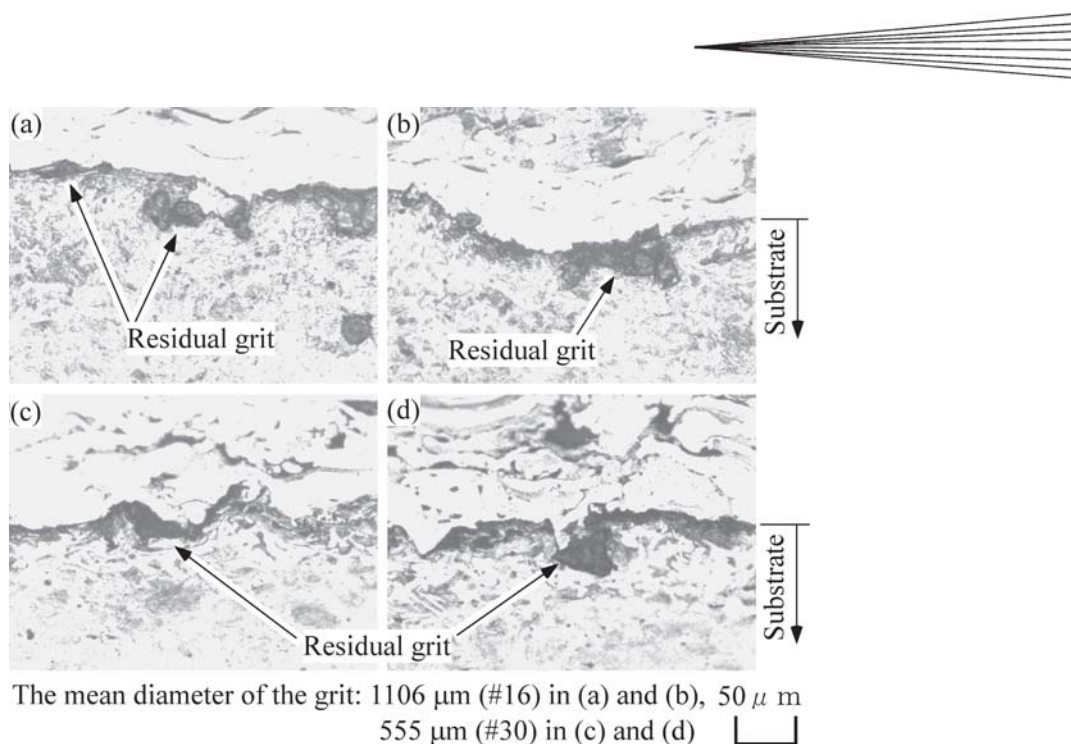 (a)
(b)
Residual grit
Residual grit
Substrate
(c)
(d)
Residual grit
Substrate
The mean diameter of the grit: 1106 μm (#16) in (a) and (b),
555 μm (#30) in (c) and (d)
50 μ m